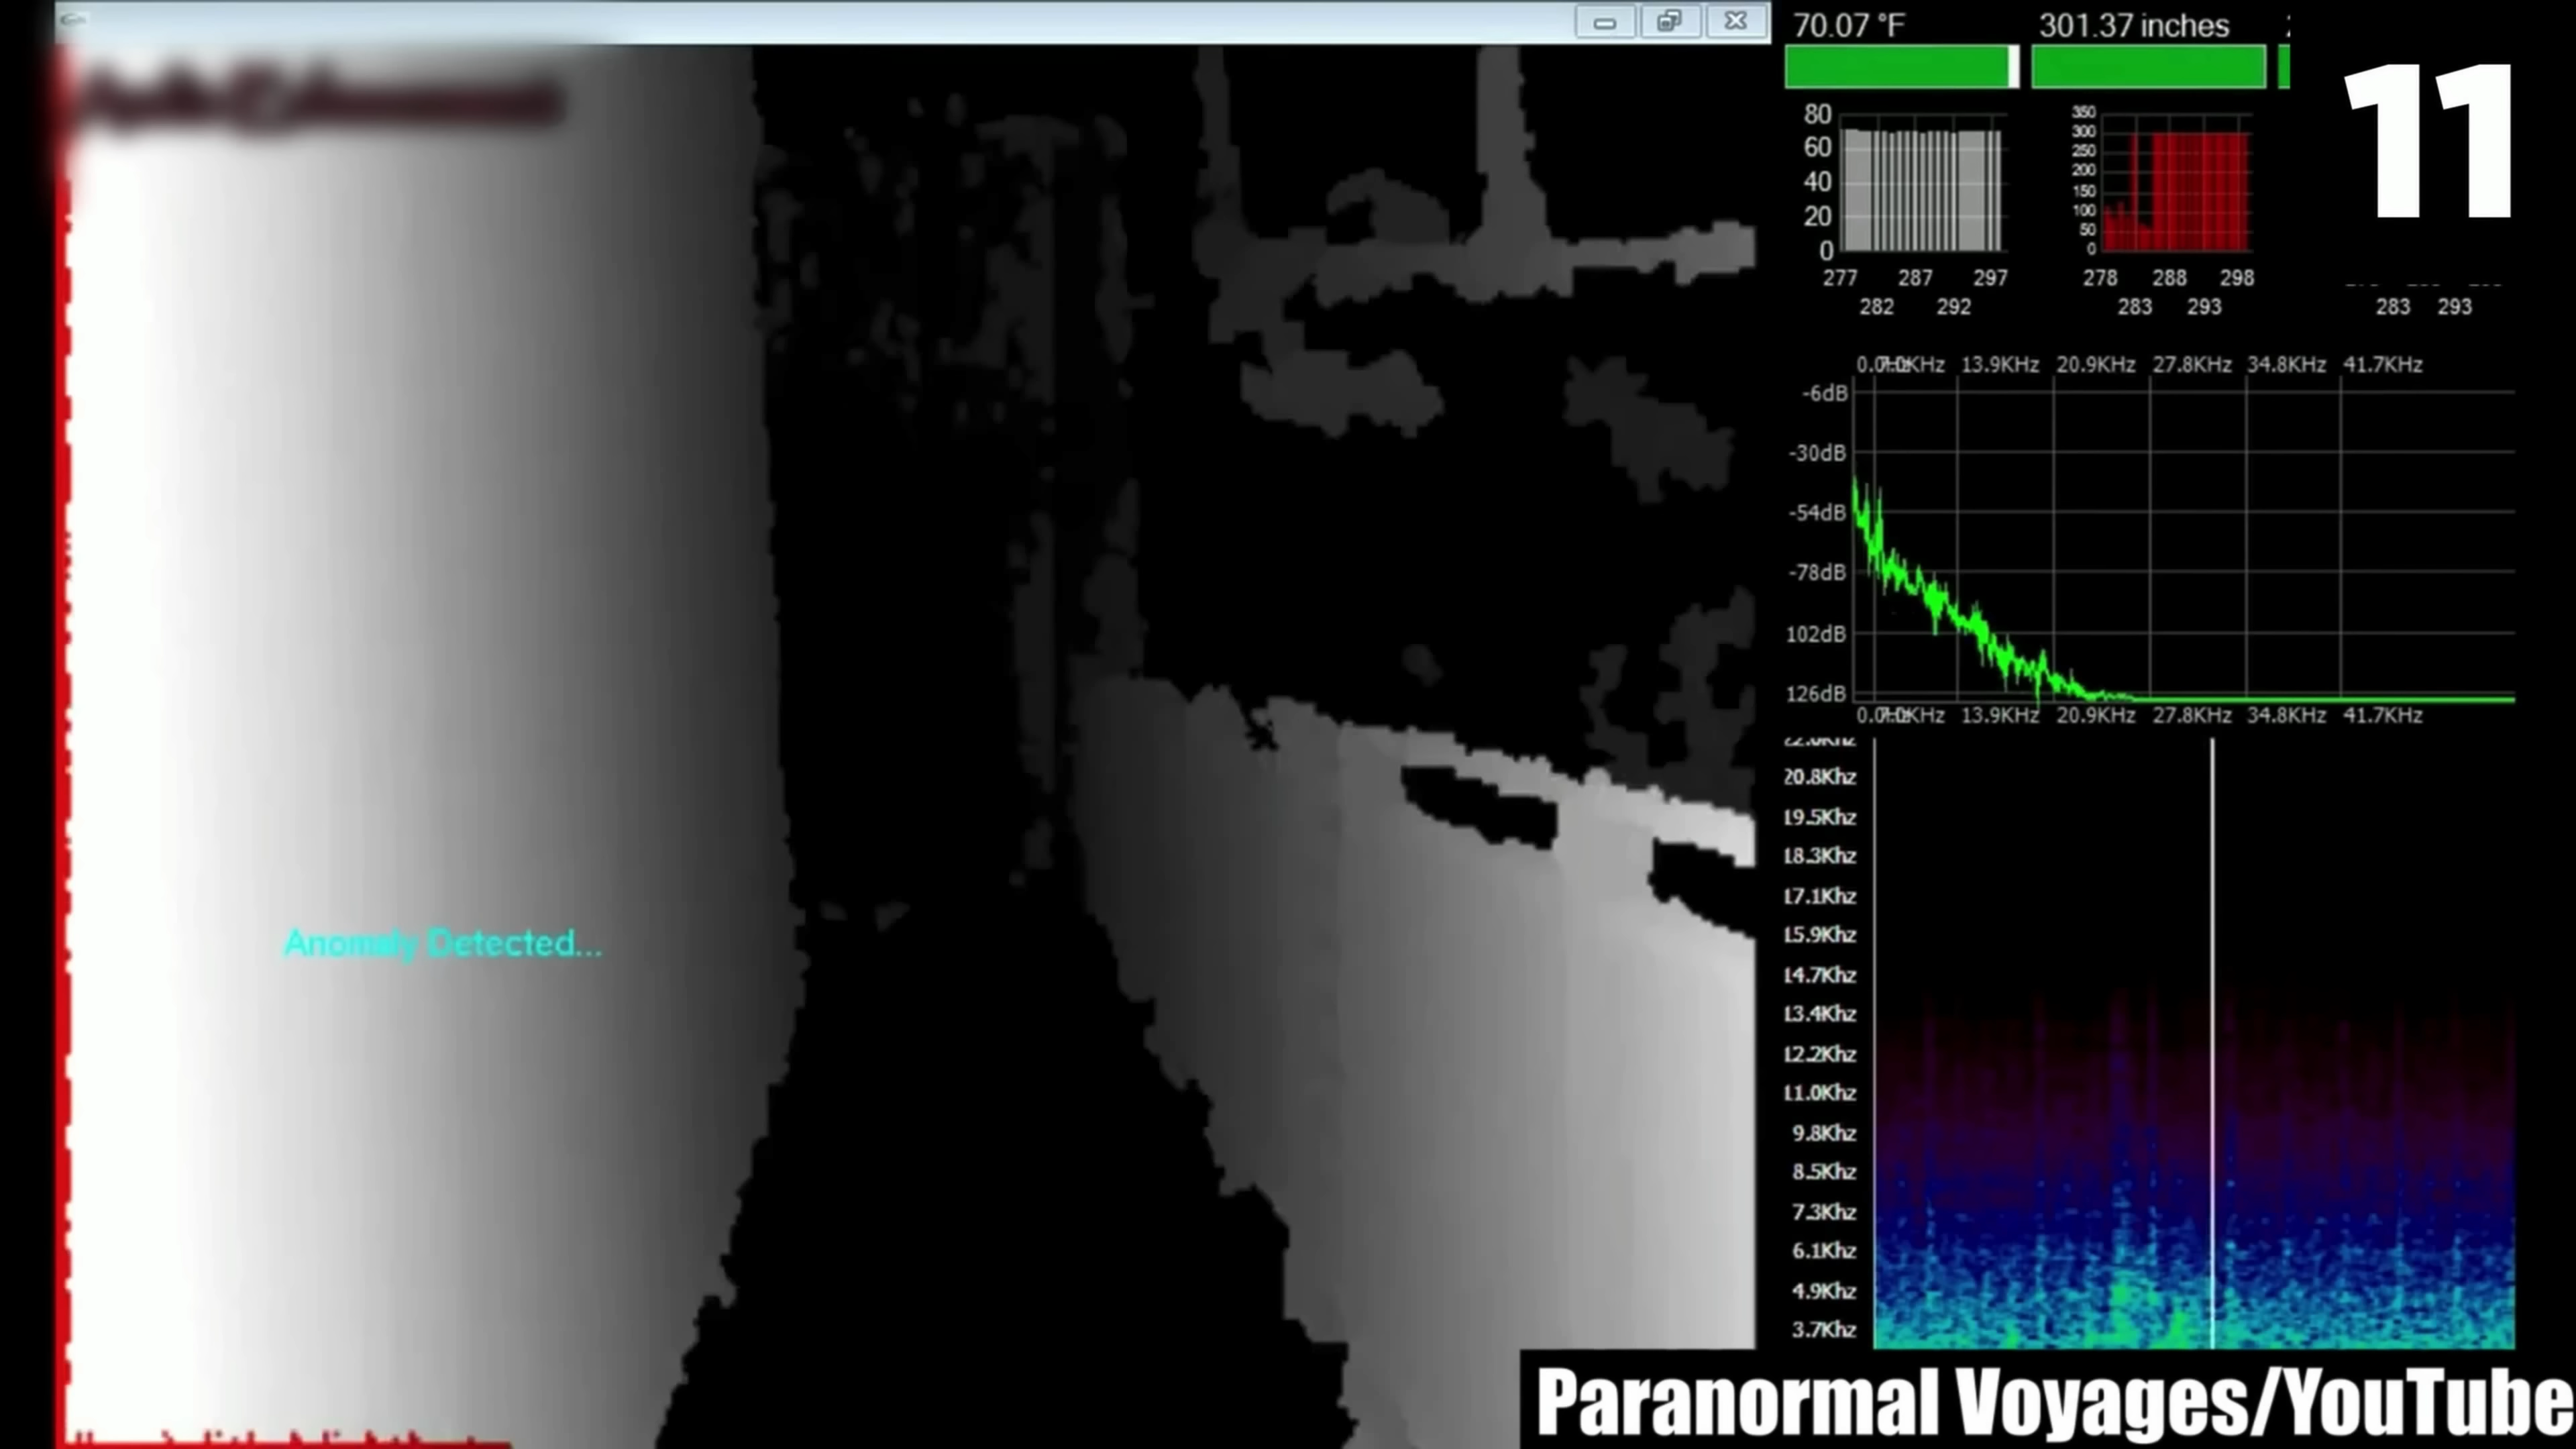 70.07 °F
301.37 inches
11
80
60
40
20
0
277 287 297
282 292
350
300
250
200
150
100
50
0
278 288 298
283 293
283 293
13.9KHz 20.9KHz 27.8KHz 34.8KHz 41.7KHz
-6dB
-30dB
-54dB
-78dB
102dB
126dB
13.9KHz 20.9KHz 27.8KHz 34.8KHz 41.7KHz
20.8Khz
19.5Khz
18.3Khz
17.1Khz
15.9Khz
14.7Khz
13.4Khz
12.2Khz
11.0Khz
9.8Khz
8.5Khz
7.3Khz
6.1Khz
4.9Khz
3.7Khz
Anomaly Detected...
Paranormal Voyages/YouTube